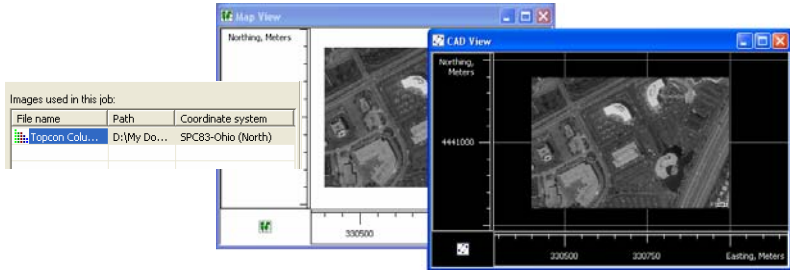 Images used in this job:
File name Path Coordinate system
Topcon Colu... D:\My Do... SPC83-Ohio (North)
Map View
Northing, Meters
330500
CAD View
Northing,
Meters
4441000
330500 330750 Easting, Meters